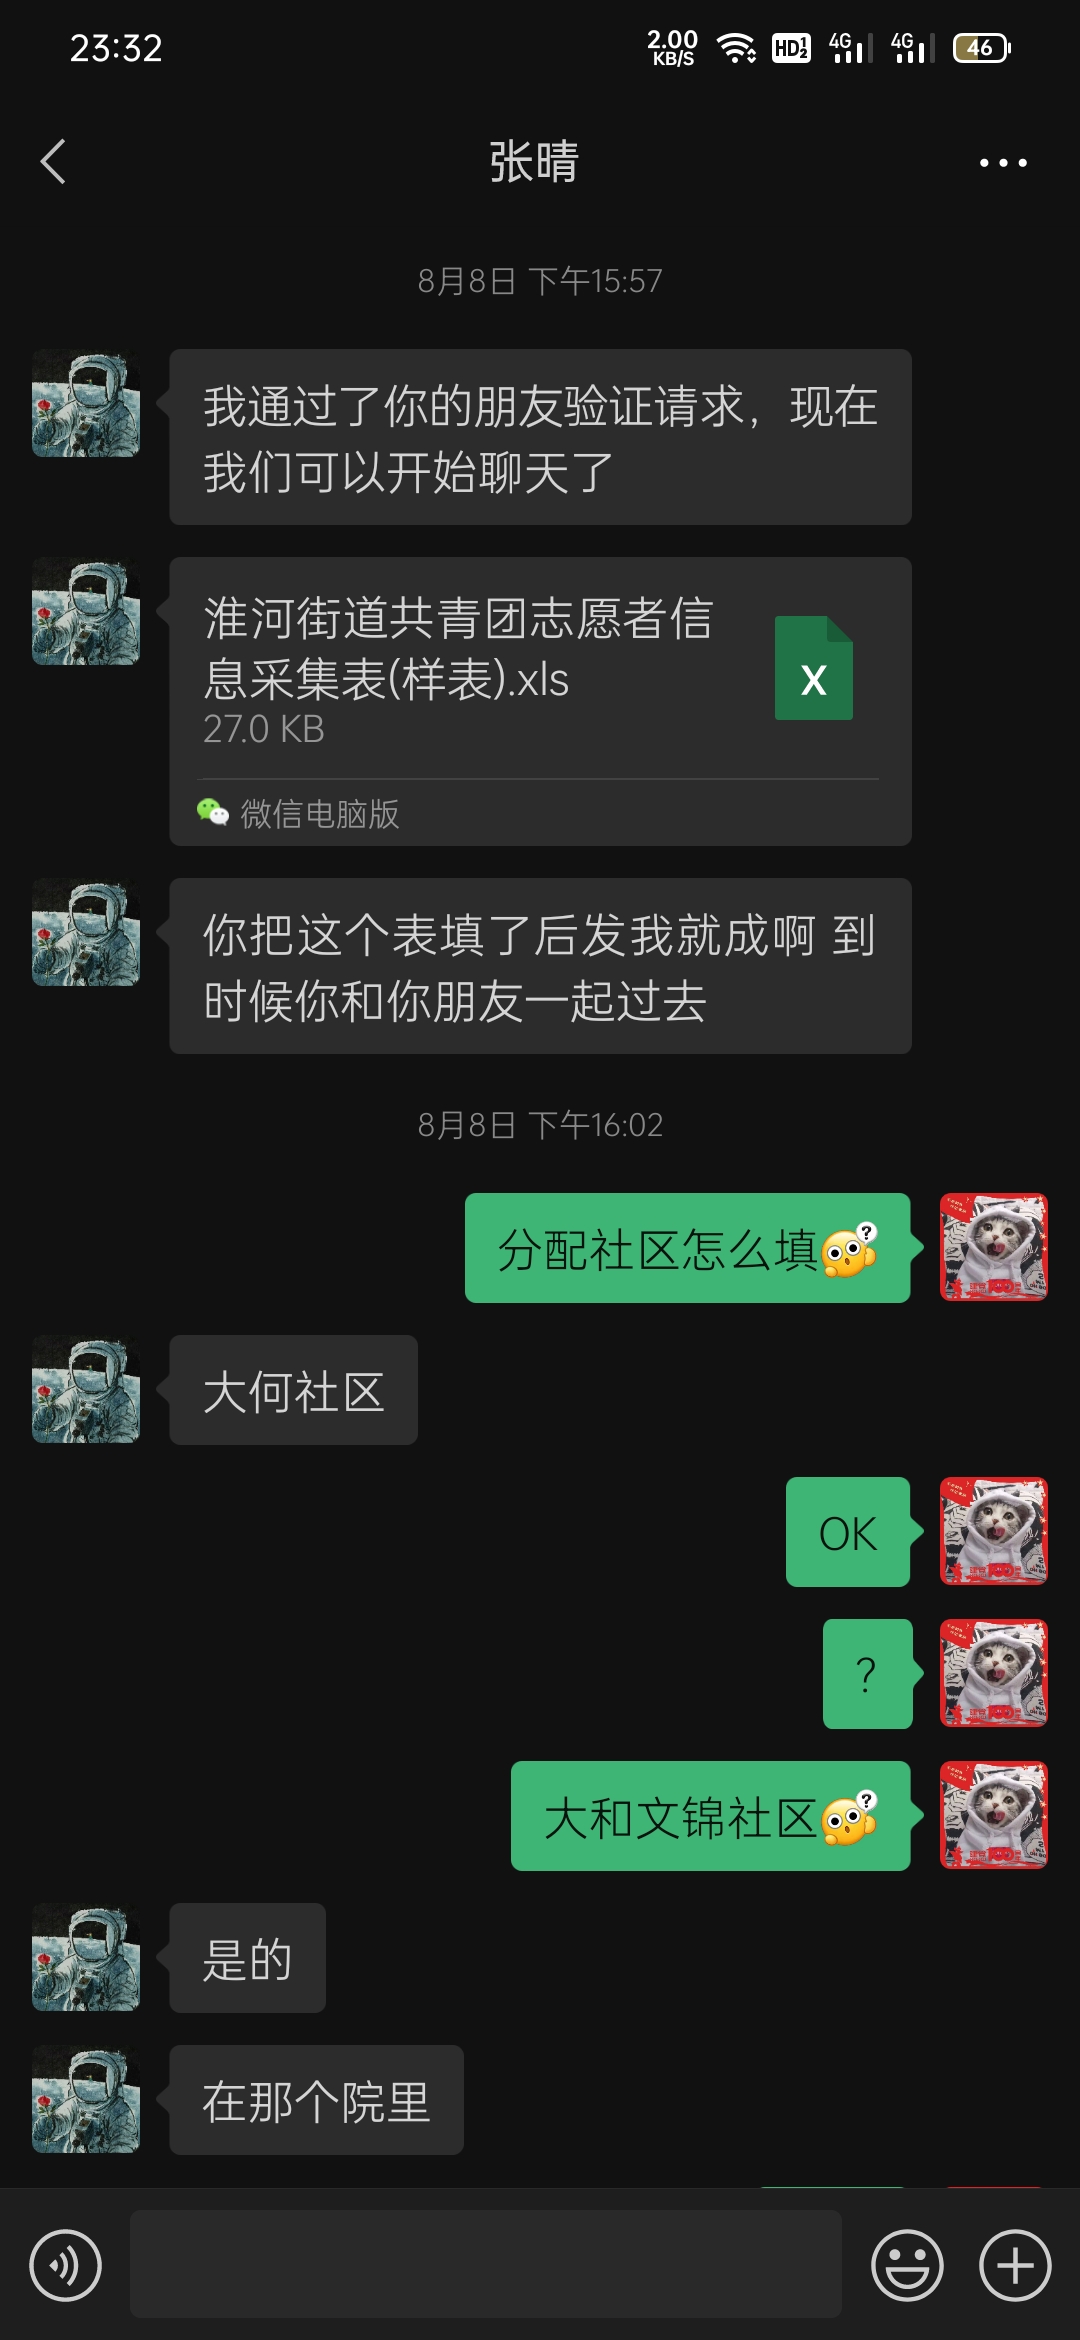 23:32
2.00
KB/S
HD
4G
4G
46
张晴
8月8日 下午15:57
我通过了你的朋友验证请求，现在
我们可以开始聊天了
淮河街道共青团志愿者信
息采集表(样表).xls
27.0 KB
X
微信电脑版
你把这个表填了后发我就成啊 到
时候你和你朋友一起过去
8月8日 下午16:02
分配社区怎么填
大何社区
OK
？
大和文锦社区
是的
在那个院里